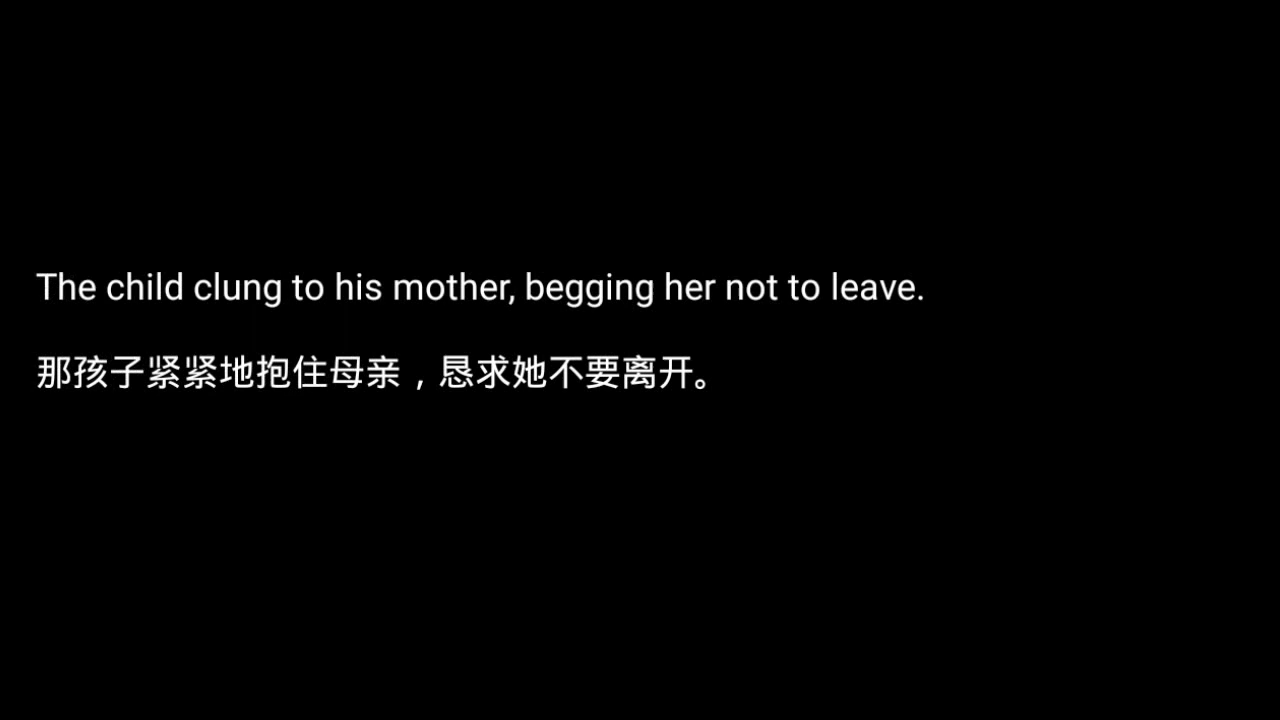 The child clung to his mother, begging her not to leave.
那孩子紧紧地抱住母亲，恳求她不要离开。